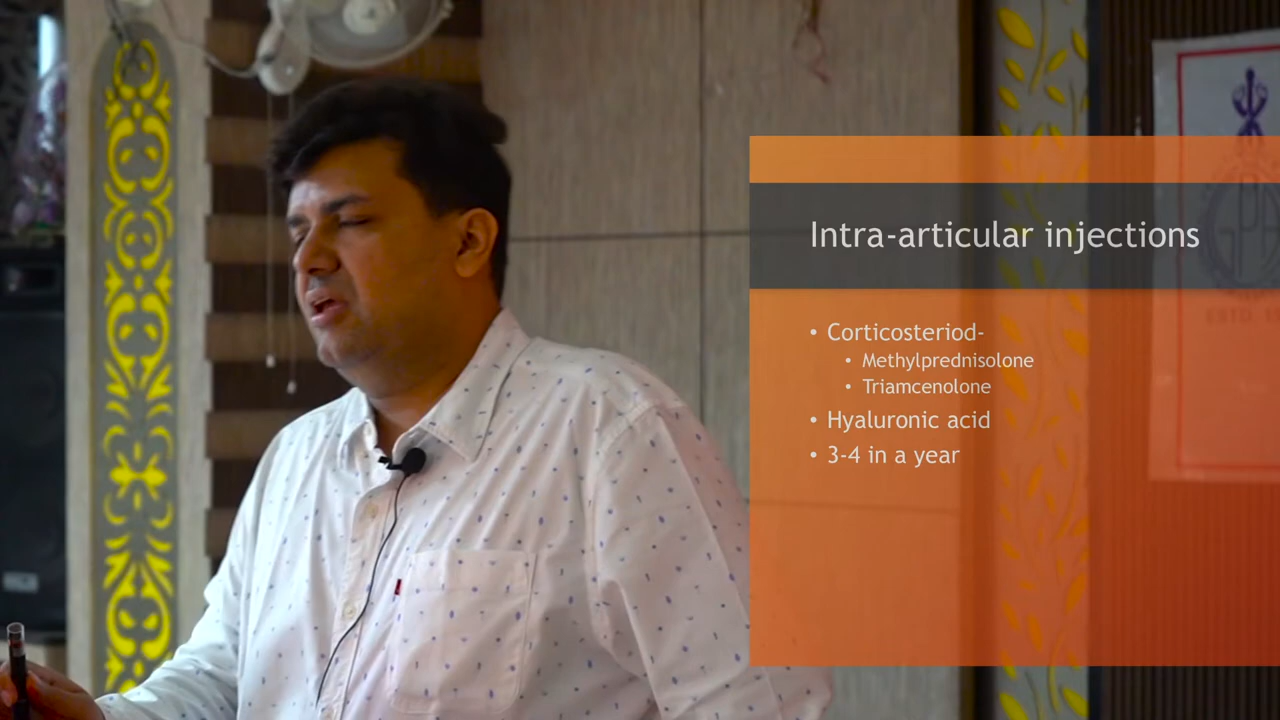 Intra-articular injections
• Corticosteriod-
• Methylprednisolone
• Triamcenolone
• Hyaluronic acid
• 3-4 in a year